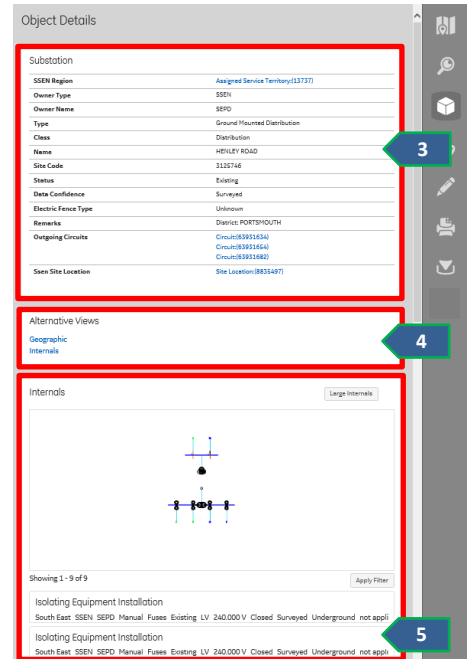 Object Details
Substation
SSEN Region Assigned Service Territory:(13737)
Owner Type SSEN
Owner Name SEPD
Type Ground Mounted Distribution
Class Distribution
Name HENLEY ROAD
Site Code 3125746
Status Existing
Data Confidence Surveyed
Electric Fence Type Unknown
Remarks District: PORTSMOUTH
Outgoing Circuits Circuit:(63931634)
Circuit:(63931654)
Circuit:(63931682)
Ssen Site Location Site Location:(8835497)
3
Alternative Views
Geographic
Internals
4
Internals Large Internals
Showing 1 - 9 of 9 Apply Filter
Isolating Equipment Installation
South East SSEN SEPD Manual Fuses Existing LV 240.000 V Closed Surveyed Underground not appli
Isolating Equipment Installation
South East SSEN SEPD Manual Fuses Existing LV 240.000 V Closed Surveyed Underground not appli
5